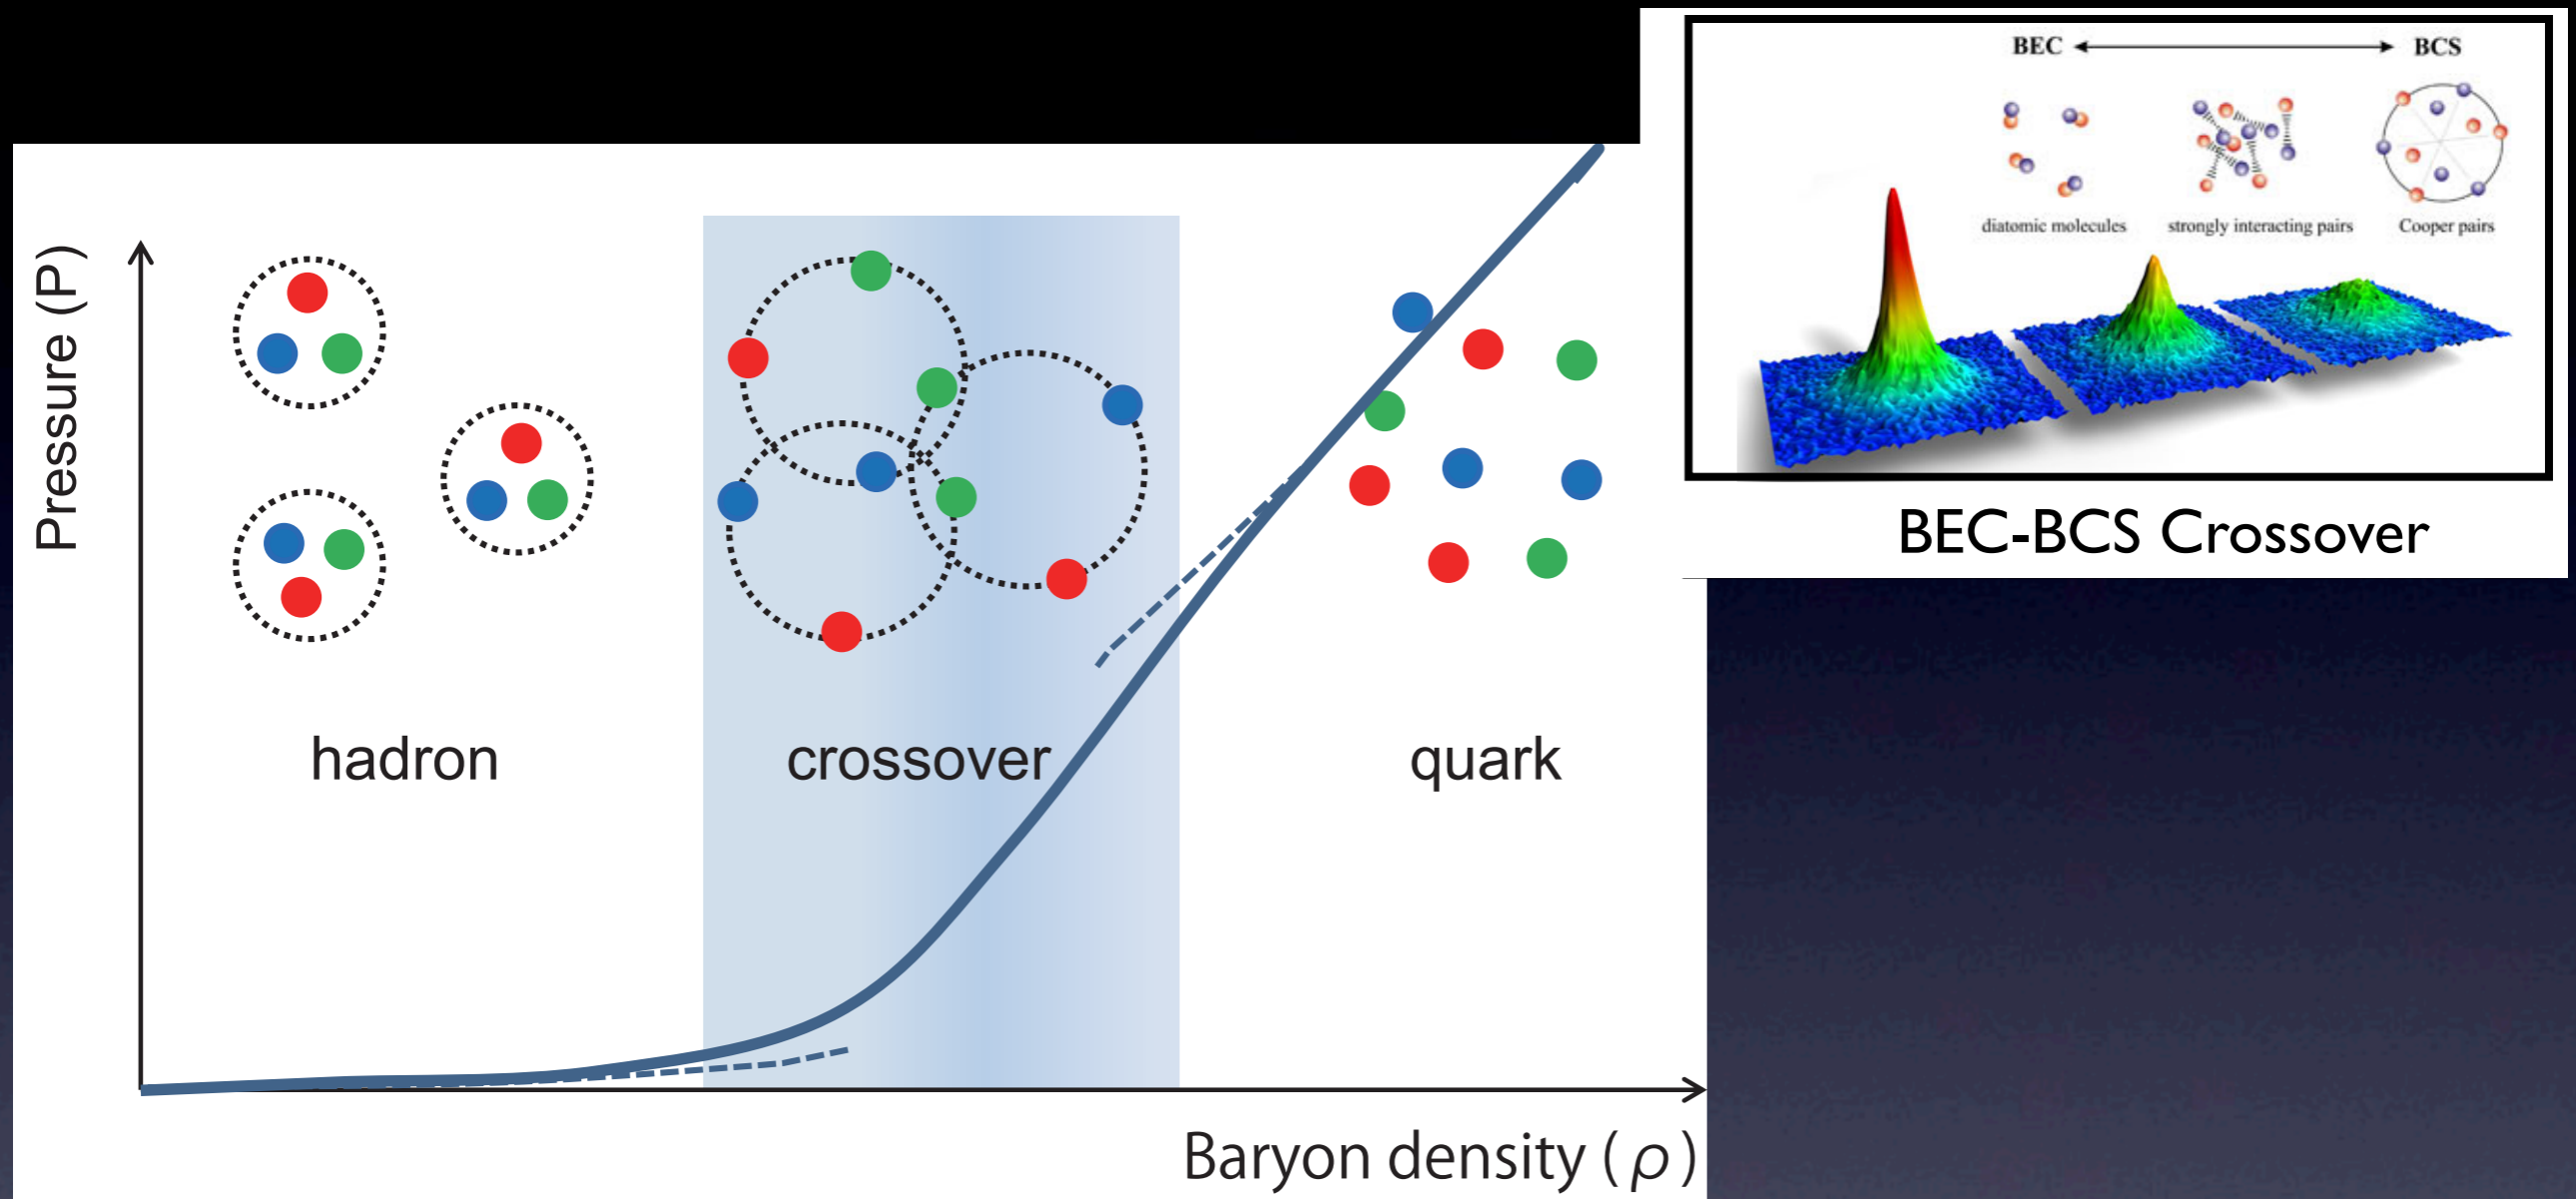 Pressure (P)
hadron
crossover
quark
Baryon density (ρ)
BEC BCS
diatomic molecules strongly interacting pairs Cooper pairs
BEC-BCS Crossover